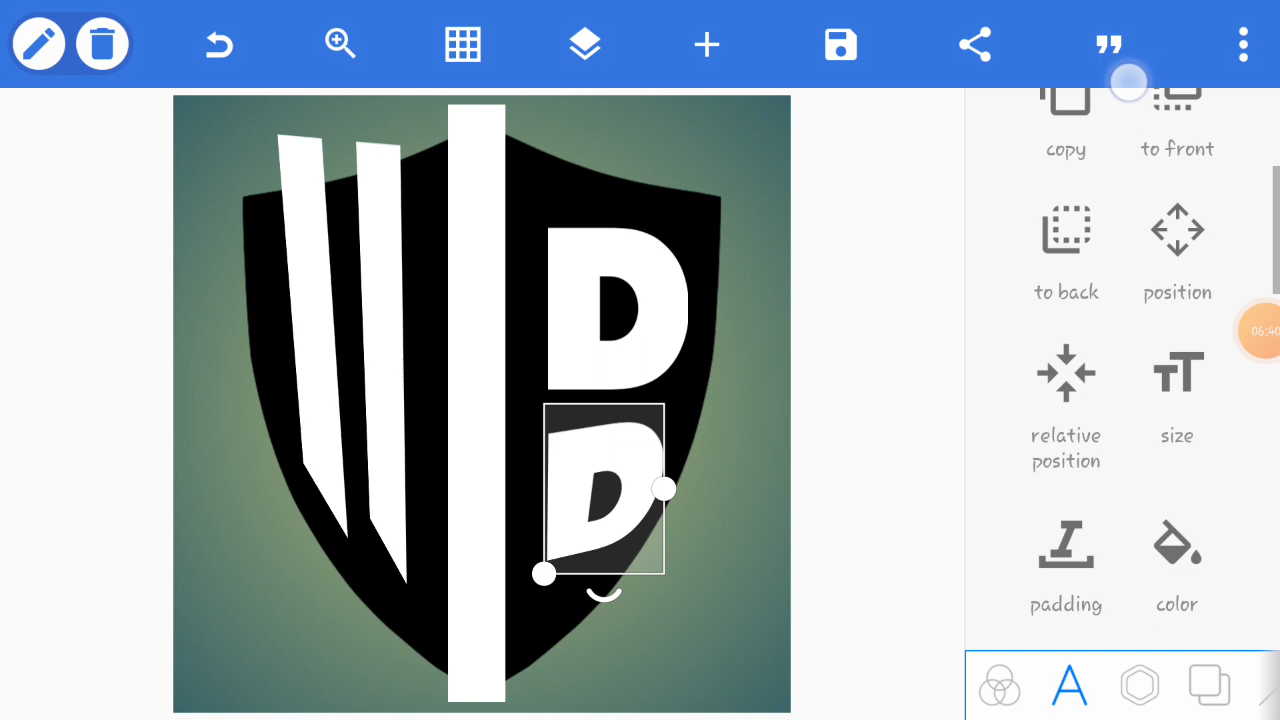 D
D
copy to front
to back position
relative position size
padding color
06:40
A